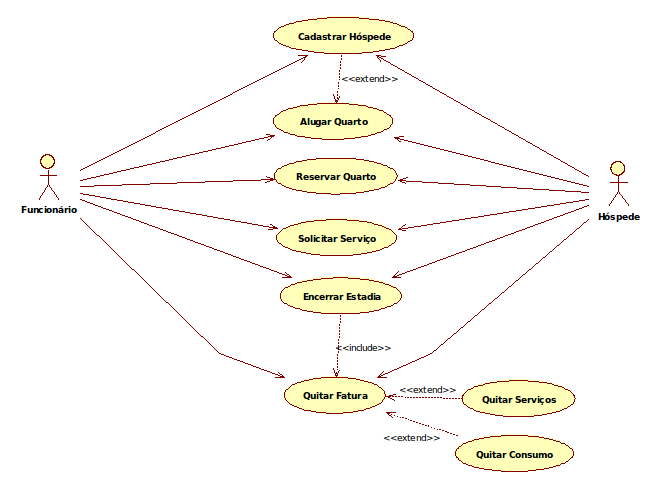 Cadastrar Hóspede
<<extend>>
Alugar Quarto
Reservar Quarto
Funcionário
Hóspede
Solicitar Serviço
Encerrar Estadia
<<include>>
Quitar Fatura
<<extend>>
Quitar Serviços
<<extend>>
Quitar Consumo